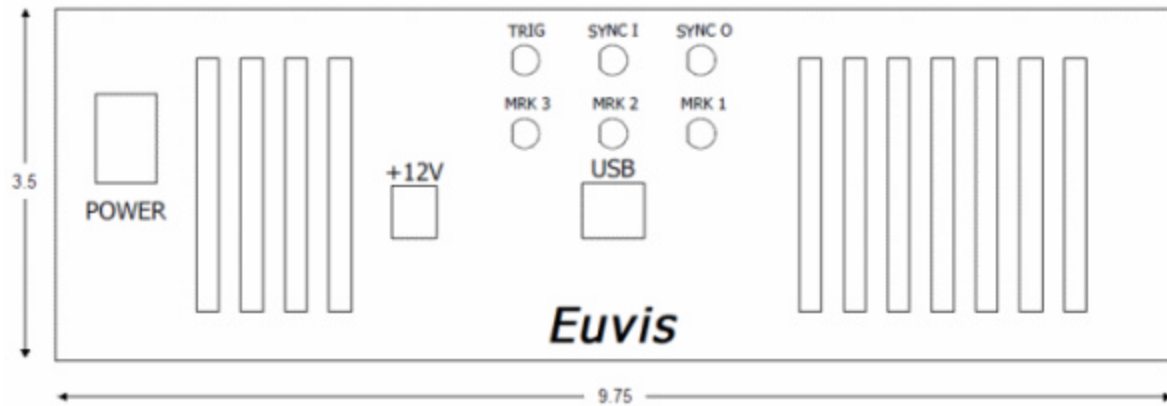 TRIG SYNC I SYNC O
MRK 3 MRK 2 MRK 1
+12V USB
3.5
POWER
Euvis
9.75